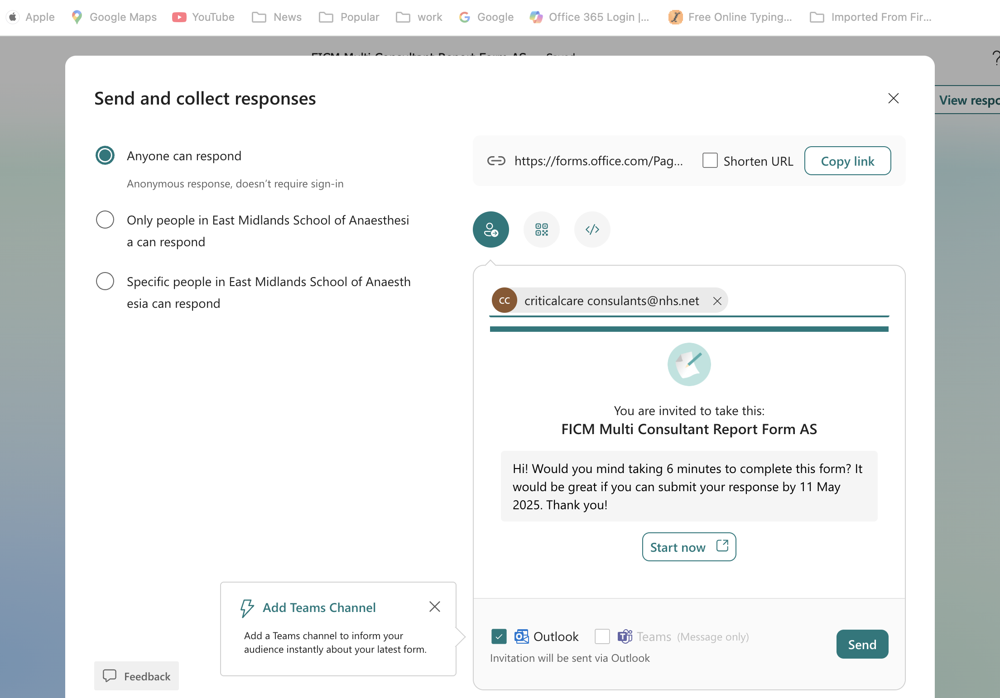 Apple
Google Maps
YouTube
News
Popular
work
Google
Office 365 Login |...
Free Online Typing...
Imported From Fir...
FICM Multi Consultant Report Form AS
Saved
?
View respo
Send and collect responses
Anyone can respond
Anonymous response, doesn’t require sign-in
Only people in East Midlands School of Anaesthesi
a can respond
Specific people in East Midlands School of Anaesth
esia can respond
https://forms.office.com/Pag...
Shorten URL
Copy link
CC
criticalcare consulants@nhs.net
You are invited to take this:
FICM Multi Consultant Report Form AS
Hi! Would you mind taking 6 minutes to complete this form? It
would be great if you can submit your response by 11 May
2025. Thank you!
Start now
Add Teams Channel
Add a Teams channel to inform your
audience instantly about your latest form.
Outlook
Teams (Message only)
Invitation will be sent via Outlook
Send
Feedback